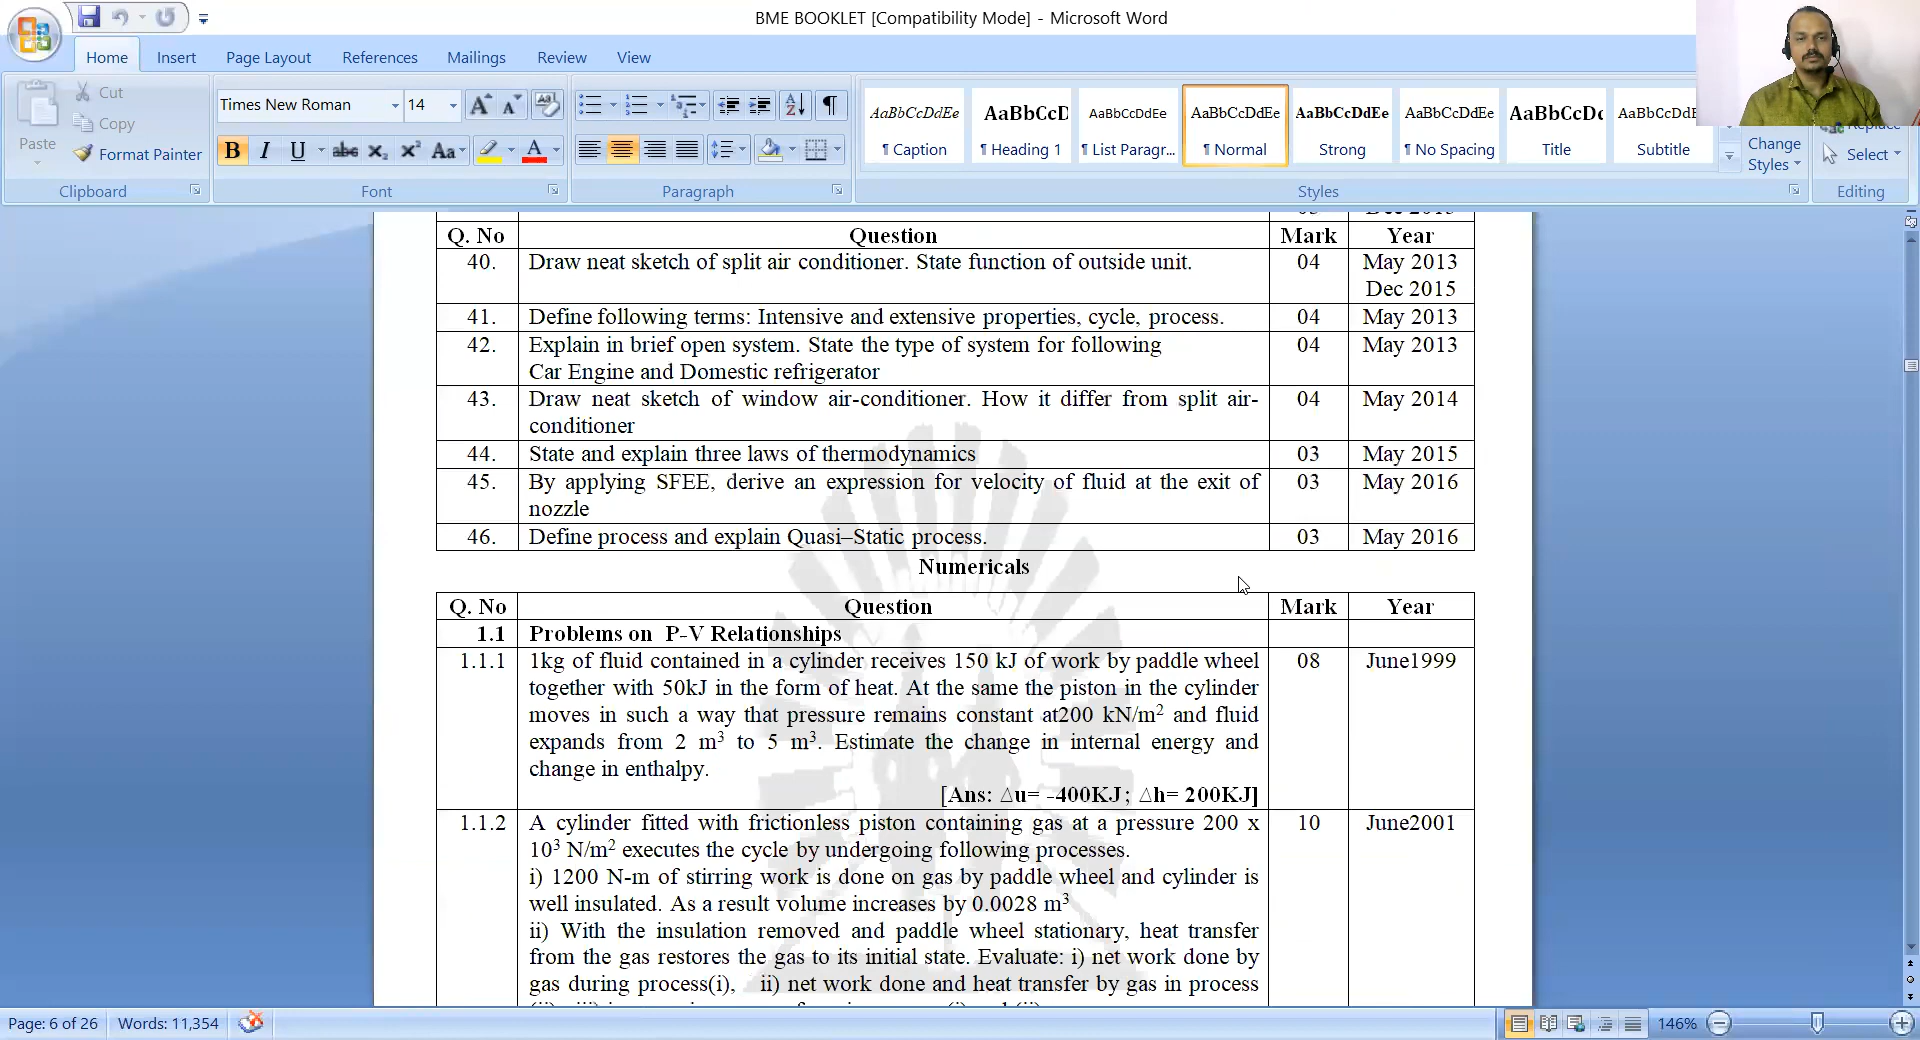 BME BOOKLET [Compatibility Mode] - Microsoft Word
Home Insert Page Layout References Mailings Review View
Paste
Cut
Copy
Format Painter
Clipboard
Times New Roman 14
B I U abc X₂ X² Aa
Font
Paragraph
AaBbCcDdEe AaBbCcD AaBbCcDdEe AaBbCcDdEe AaBbCcDdEe AaBbCcDdEe AaBbCcDc AaBbCcDd
Caption ¶ Heading 1 ¶ List Paragr... ¶ Normal Strong ¶ No Spacing Title Subtitle
Styles
Change Styles
Replace
Select
Editing
Q. No Question Mark Year
40. Draw neat sketch of split air conditioner. State function of outside unit. 04 May 2013
Dec 2015
41. Define following terms: Intensive and extensive properties, cycle, process. 04 May 2013
42. Explain in brief open system. State the type of system for following 04 May 2013
Car Engine and Domestic refrigerator
43. Draw neat sketch of window air-conditioner. How it differ from split air- 04 May 2014
conditioner
44. State and explain three laws of thermodynamics 03 May 2015
45. By applying SFEE, derive an expression for velocity of fluid at the exit of 03 May 2016
nozzle
46. Define process and explain Quasi–Static process. 03 May 2016
Numericals
Q. No Question Mark Year
1.1 Problems on P-V Relationships
1.1.1 1kg of fluid contained in a cylinder receives 150 kJ of work by paddle wheel 08 June1999
together with 50kJ in the form of heat. At the same the piston in the cylinder
moves in such a way that pressure remains constant at200 kN/m² and fluid
expands from 2 m³ to 5 m³. Estimate the change in internal energy and
change in enthalpy.
[Ans: △u= -400KJ; △h= 200KJ]
1.1.2 A cylinder fitted with frictionless piston containing gas at a pressure 200 x 10 June2001
10³ N/m² executes the cycle by undergoing following processes.
i) 1200 N-m of stirring work is done on gas by paddle wheel and cylinder is
well insulated. As a result volume increases by 0.0028 m³
ii) With the insulation removed and paddle wheel stationary, heat transfer
from the gas restores the gas to its initial state. Evaluate: i) net work done by
gas during process(i), ii) net work done and heat transfer by gas in process
Page: 6 of 26 Words: 11,354 146%